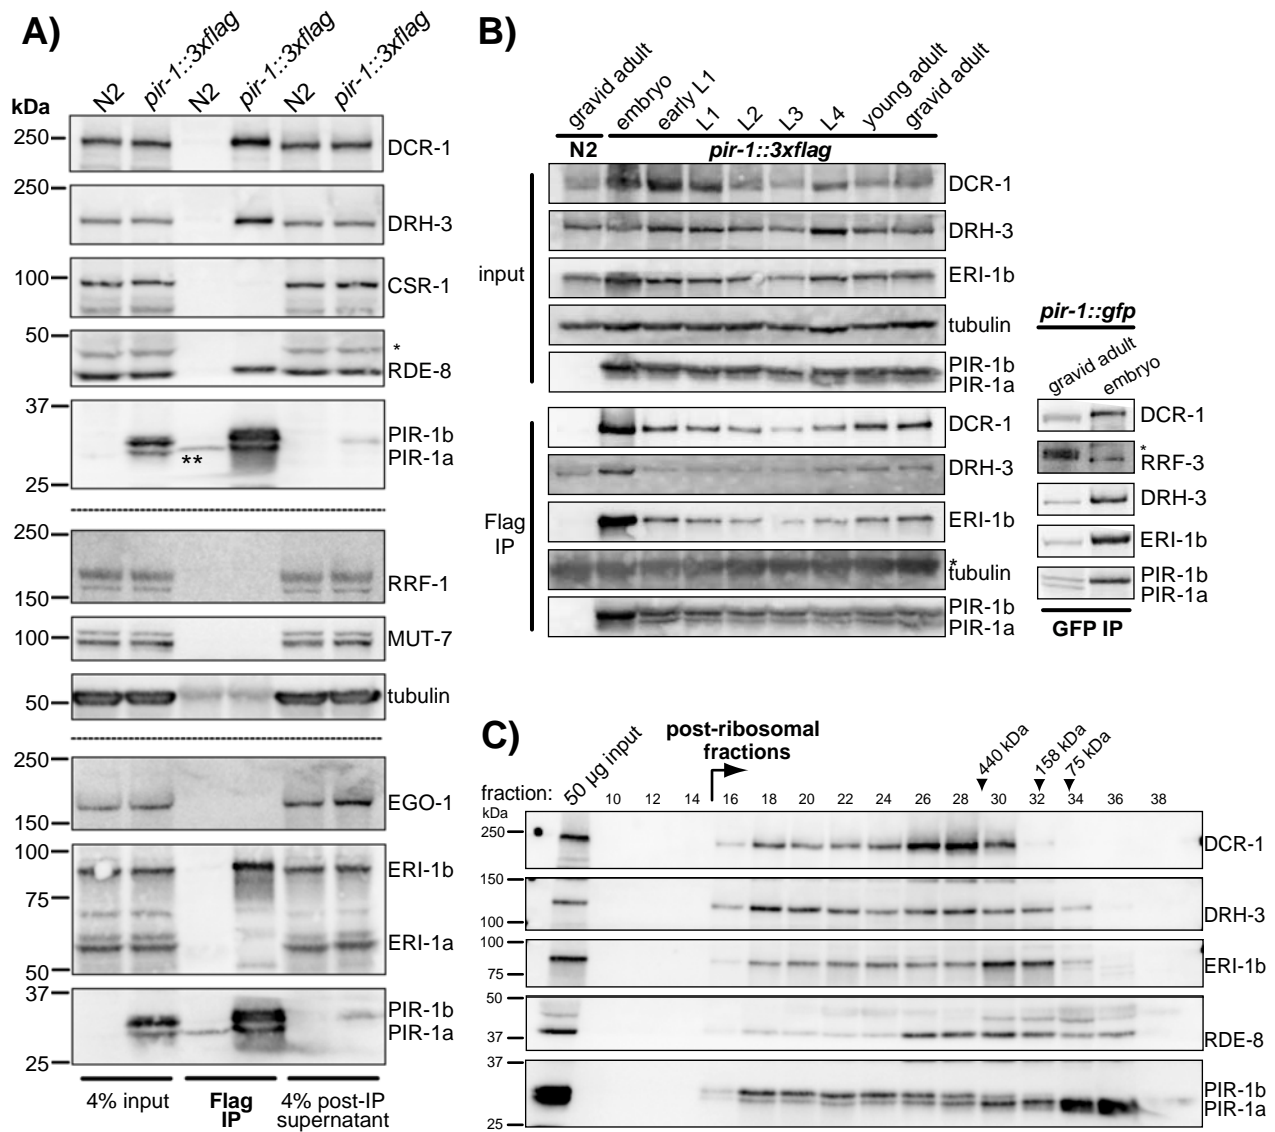 A)
kDa
N2
pir-1::3xflag
N2
pir-1::3xflag
N2
pir-1::3xflag
250
DCR-1
250
DRH-3
100
CSR-1
50
*
RDE-8
37
PIR-1b
PIR-1a
**
25
250
RRF-1
150
100
MUT-7
50
tubulin
250
EGO-1
150
100
ERI-1b
75
ERI-1a
50
37
PIR-1b
PIR-1a
25
4% input
Flag
IP
4% post-IP
supernatant
B)
gravid adult
embryo
early L1
L1
L2
L3
L4
young adult
gravid adult
N2
pir-1::3xflag
input
DCR-1
DRH-3
ERI-1b
tubulin
PIR-1b
PIR-1a
Flag
IP
DCR-1
DRH-3
ERI-1b
*
tubulin
PIR-1b
PIR-1a
pir-1::gfp
gravid adult
embryo
DCR-1
*
RRF-3
DRH-3
ERI-1b
PIR-1b
PIR-1a
GFP IP
C)
50 µg input
post-ribosomal
fractions
440 kDa
158 kDa
75 kDa
fraction:
10 12 14 16 18 20 22 24 26 28 30 32 34 36 38
kDa
250
DCR-1
150
DRH-3
100
100
ERI-1b
75
50
37
RDE-8
37
PIR-1b
PIR-1a
25